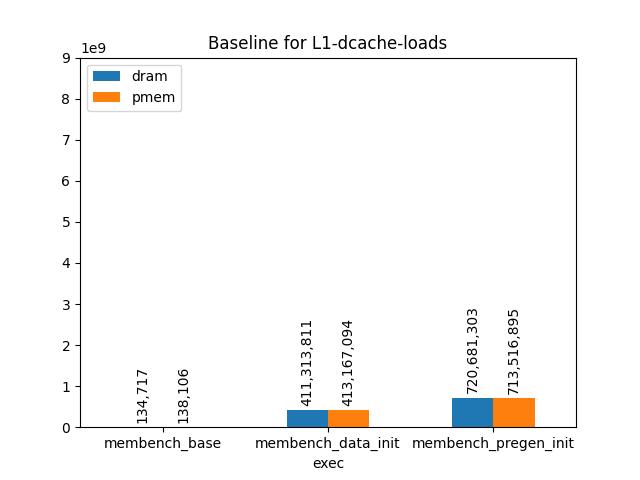 Baseline for L1-dcache-loads
1e9
dram
pmem
9
8
7
6
5
4
3
2
1
0
134,717
138,106
411,313,811
413,167,094
720,681,303
713,516,895
membench_base
membench_data_init
membench_pregen_init
exec